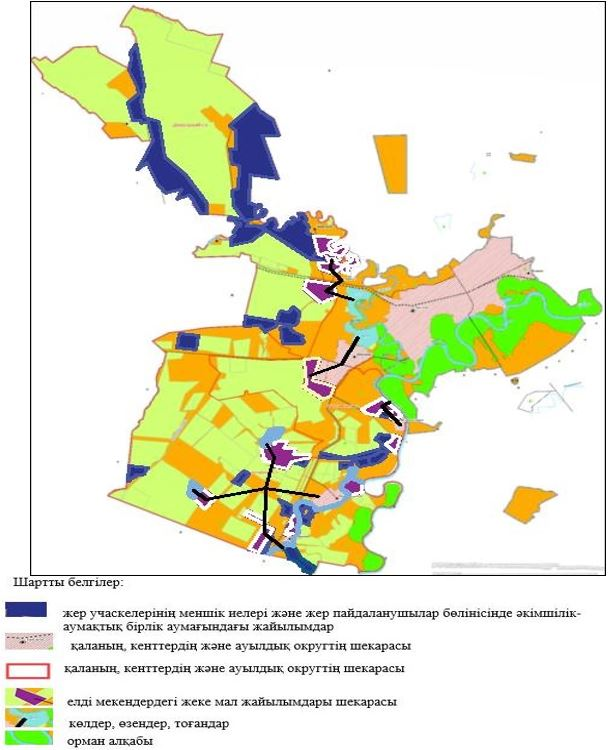 Шартты белгілер:
жер учаскелерінің меншік иелері және жер пайдаланушылар бөлінісінде әкімшілік-
аумақтық бірлік аумағындағы жайылымдар
қаланың, кенттердің және ауылдық округтің шекарасы
қаланың, кенттердің және ауылдық округтің шекарасы
елді мекендердегі жеке мал жайылымдары шекарасы
көлдер, өзендер, тоғандар
орман алқабы